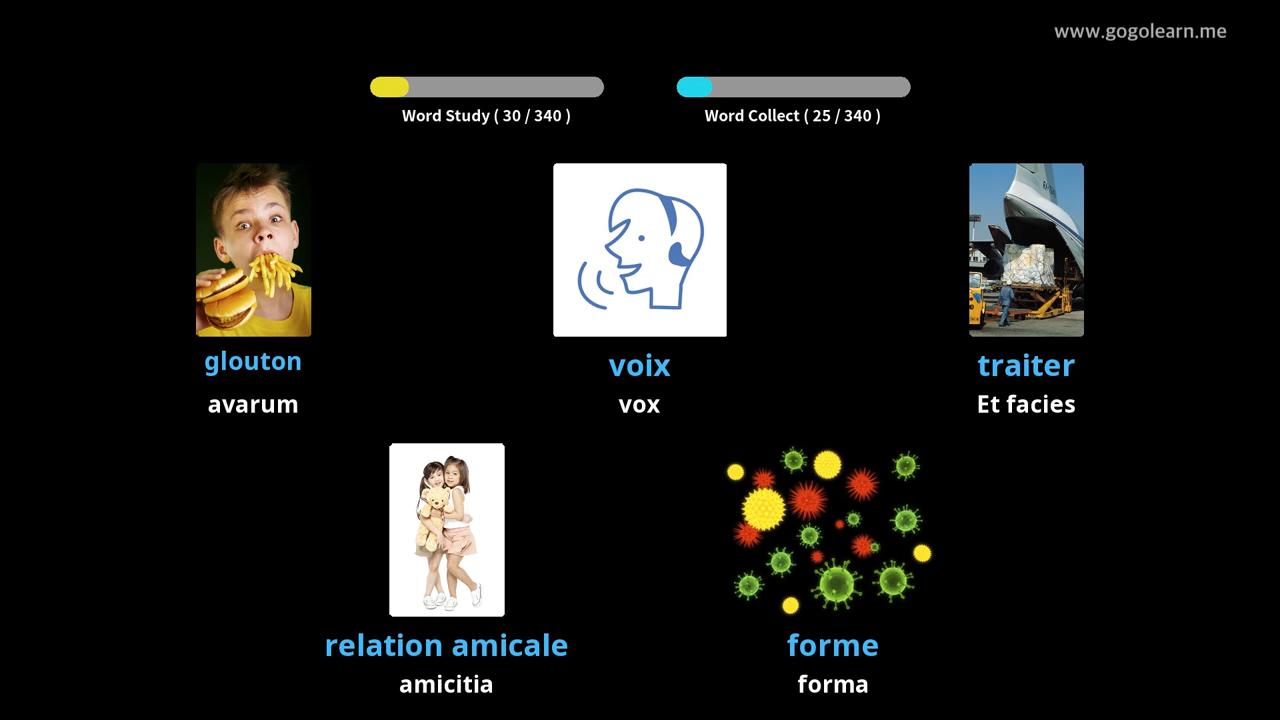 www.gogolearn.me
Word Study ( 30 / 340 )
Word Collect ( 25 / 340 )
glouton
avarum
voix
vox
traiter
Et facies
relation amicale
amicitia
forme
forma